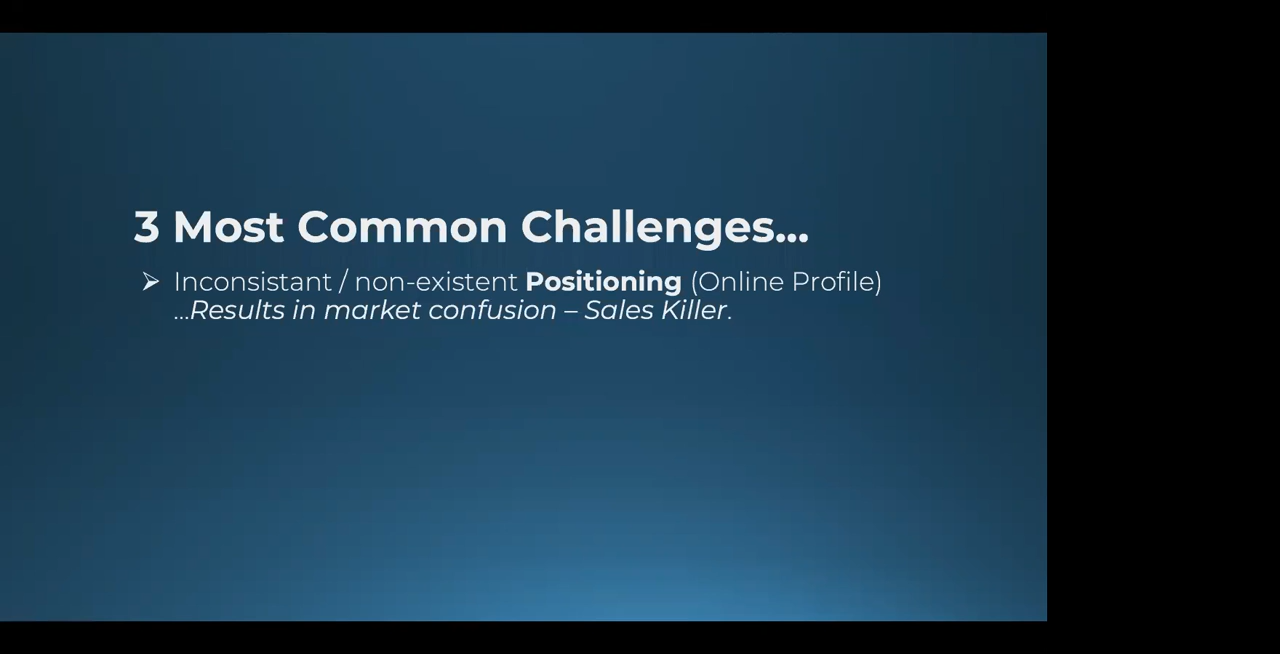 3 Most Common Challenges...
➢ Inconsistant / non-existent Positioning (Online Profile)
...Results in market confusion – Sales Killer.